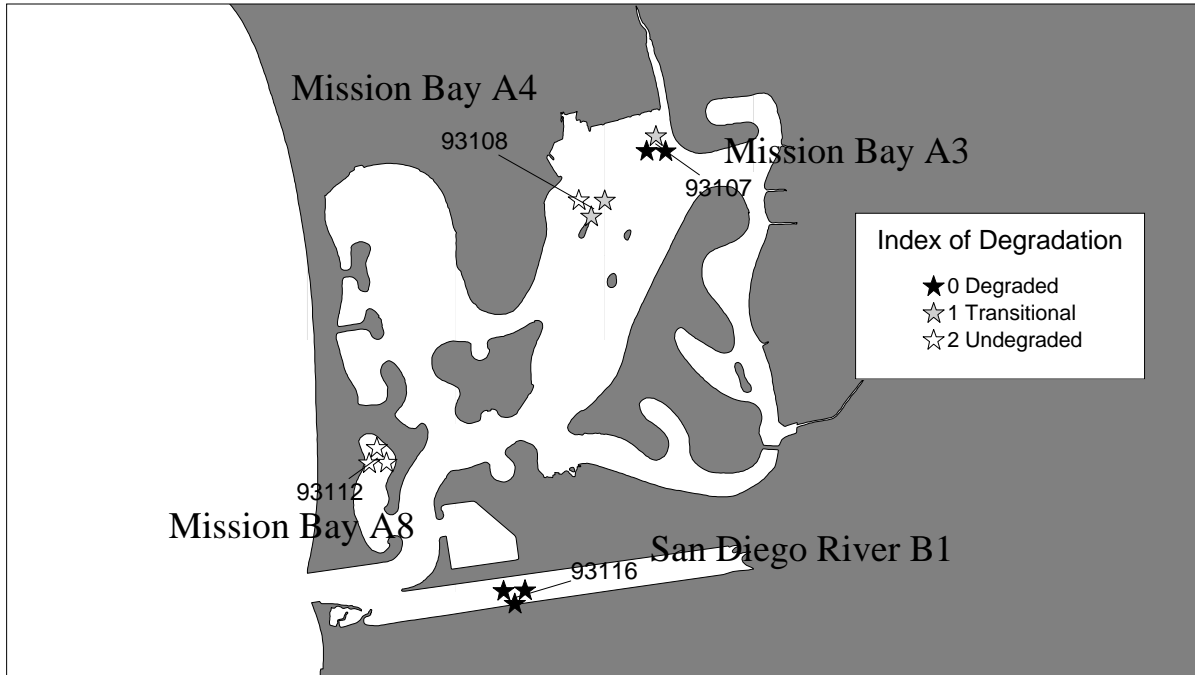 Mission Bay A4
93108
Mission Bay A3
93107
Index of Degradation
0 Degraded
1 Transitional
2 Undegraded
93112
Mission Bay A8
San Diego River B1
93116